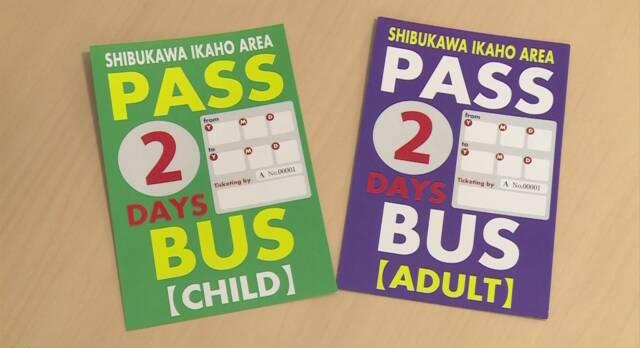 SHIBUKAWA IKAHO AREA
PASS
2
DAYS
from
Y M D
to
Y M D
Ticketing by A No.00001
BUS
【CHILD】
SHIBUKAWA IKAHO AREA
PASS
2
DAYS
from
Y M D
to
Y M D
Ticketing by A No.00001
BUS
【ADULT】